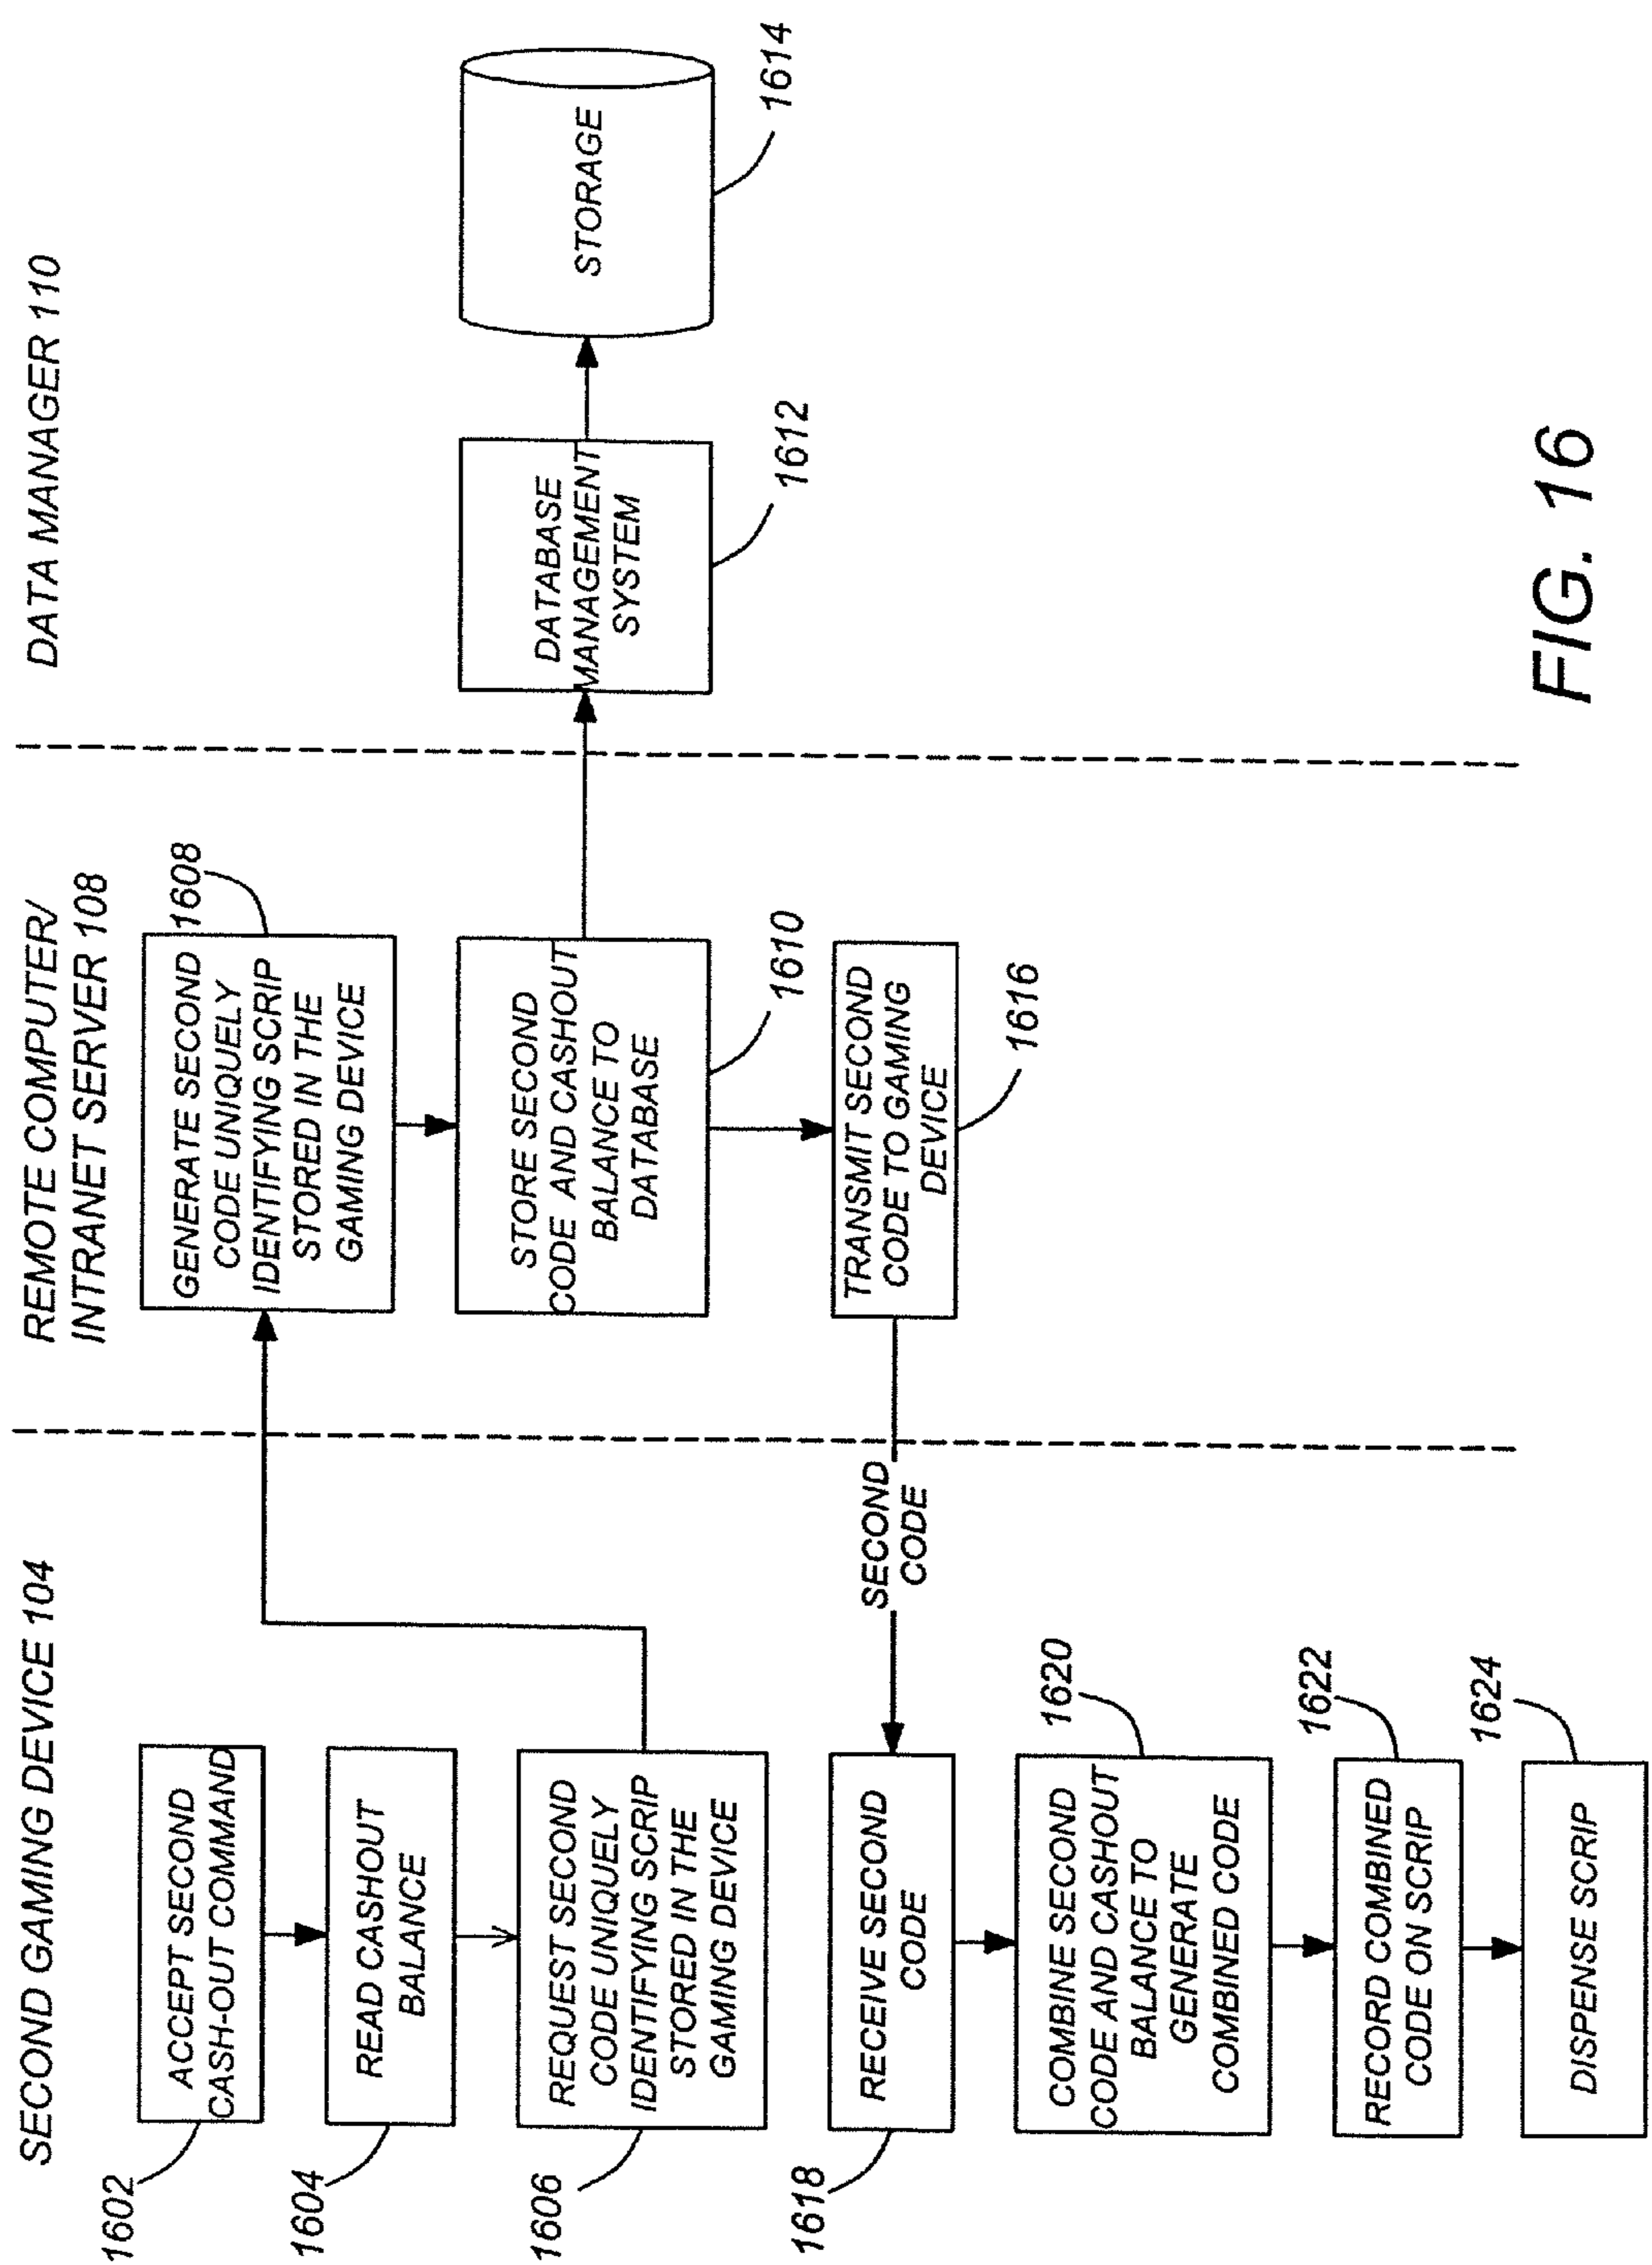 SECOND GAMING DEVICE 104
1602
ACCEPT SECOND
CASH-OUT COMMAND
1604
READ CASHOUT
BALANCE
1606
REQUEST SECOND
CODE UNIQUELY
IDENTIFYING SCRIP
STORED IN THE
GAMING DEVICE
1618
RECEIVE SECOND
CODE
1620
COMBINE SECOND
CODE AND CASHOUT
BALANCE TO
GENERATE
COMBINED CODE
1622
RECORD COMBINED
CODE ON SCRIP
1624
DISPENSE SCRIP
SECOND
CODE
REMOTE COMPUTER/
INTRANET SERVER 108
1608
GENERATE SECOND
CODE UNIQUELY
IDENTIFYING SCRIP
STORED IN THE
GAMING DEVICE
STORE SECOND
CODE AND CASHOUT
BALANCE TO
DATABASE
1610
TRANSMIT SECOND
CODE TO GAMING
DEVICE
1616
DATA MANAGER 110
DATABASE
MANAGEMENT
SYSTEM
1612
STORAGE
1614
FIG. 16